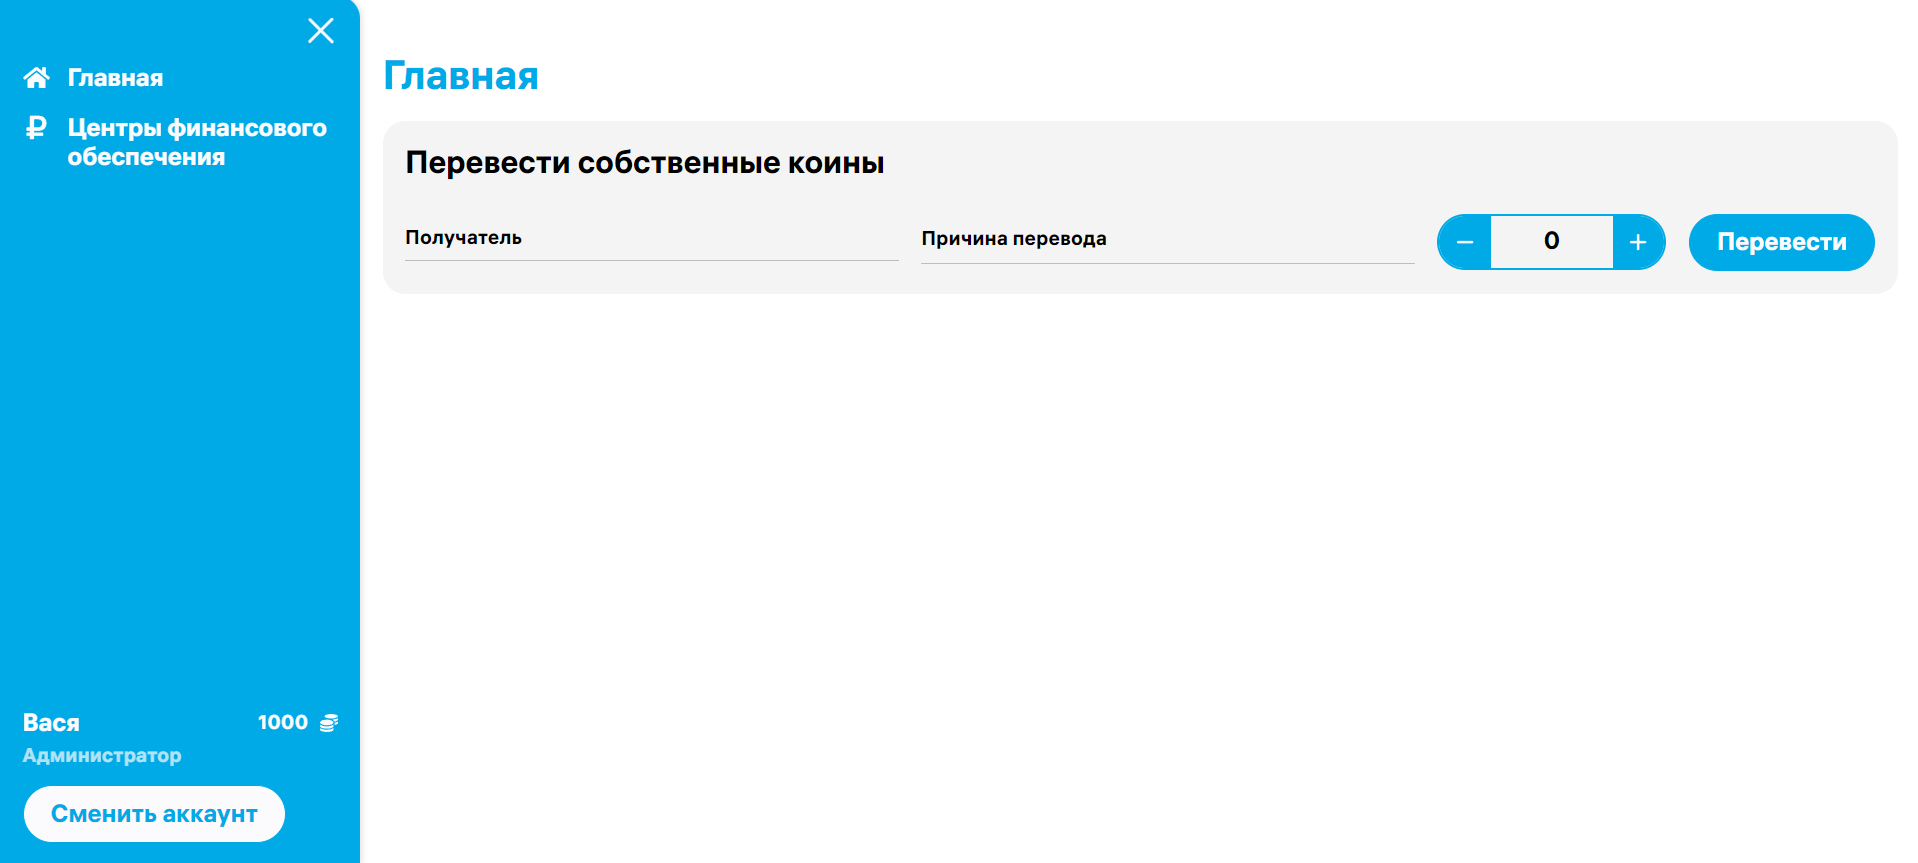 Главная
Центры финансового
обеспечения
Вася
1000
Администратор
Сменить аккаунт
Главная
Перевести собственные коины
Получатель
Причина перевода
− 0 +
Перевести